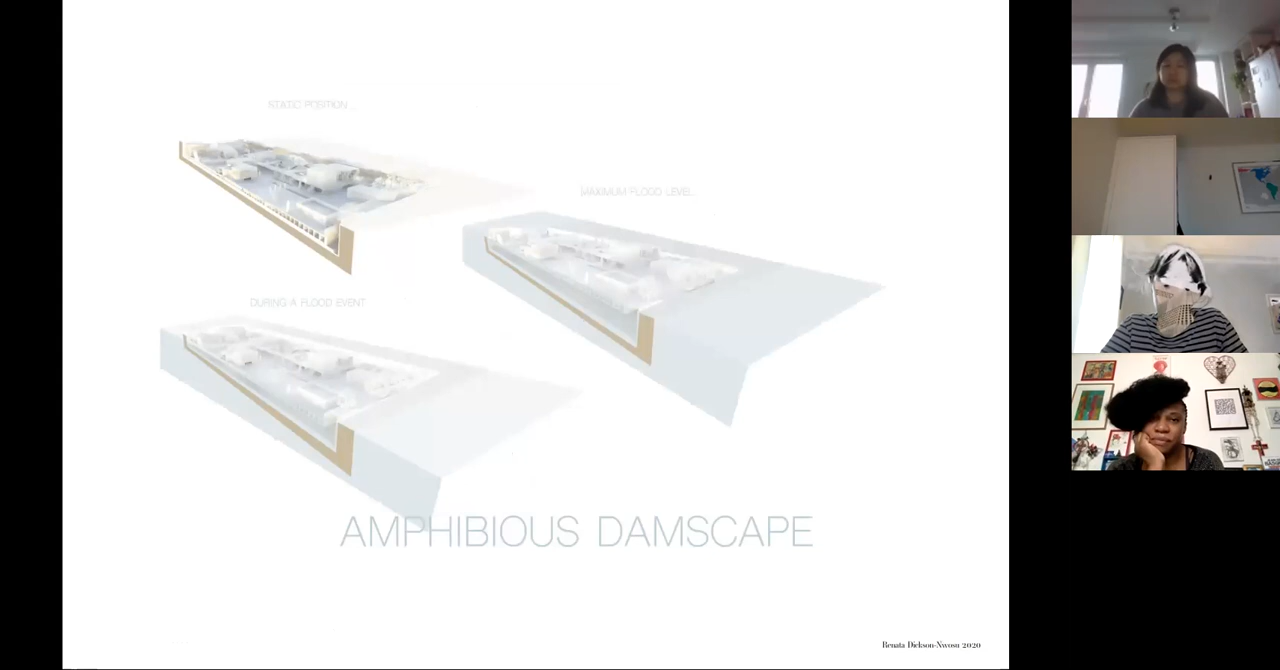 STATIC POSITION
MAXIMUM FLOOD LEVEL
DURING A FLOOD EVENT
AMPHIBIOUS DAMSCAPE
Renata Dickson-Nwosu 2020